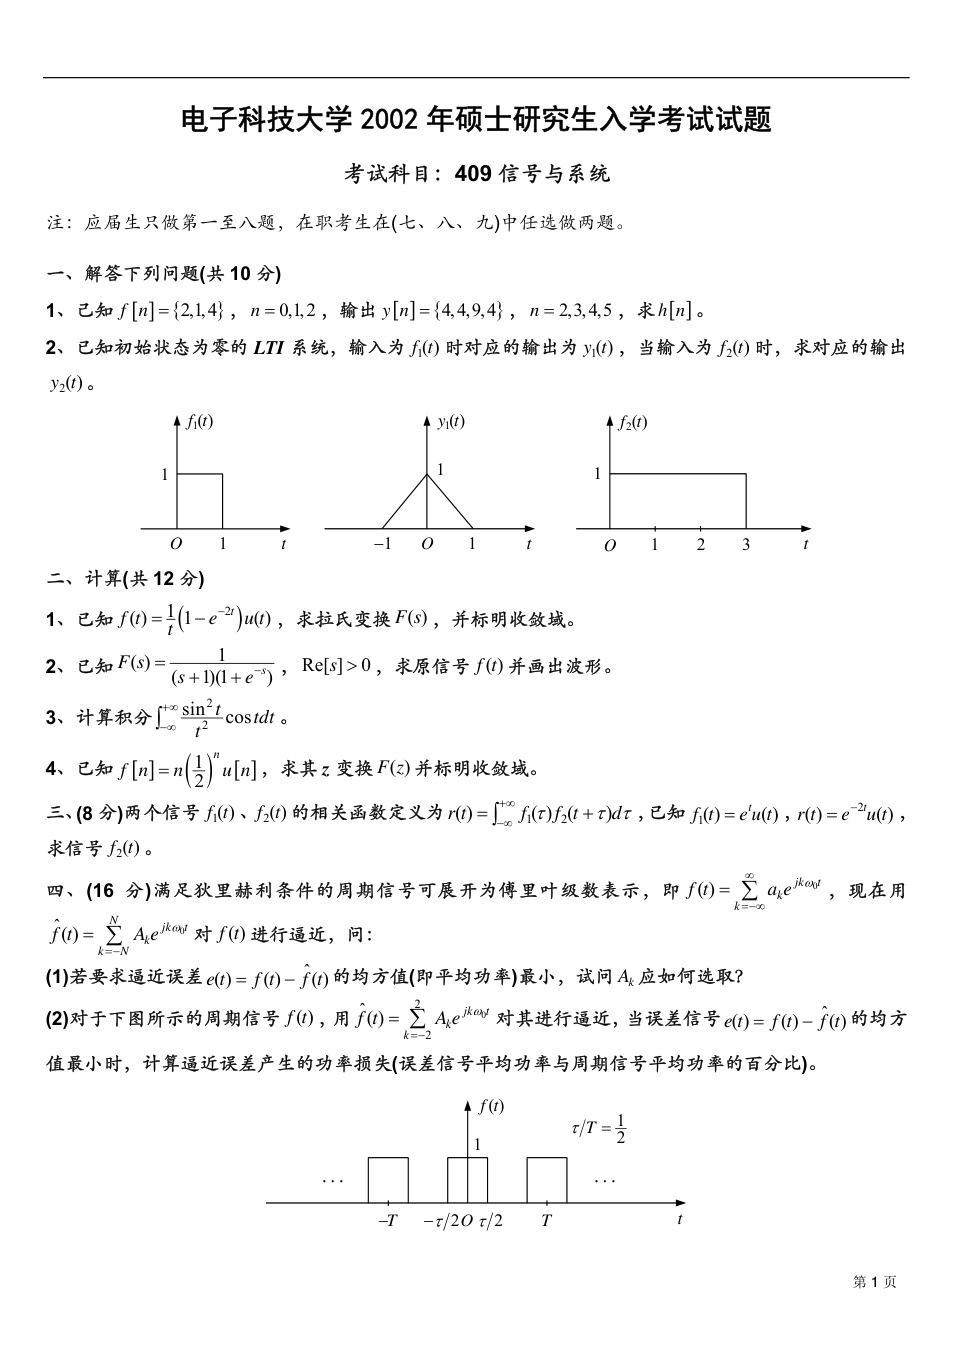 电子科技大学 2002 年硕士研究生入学考试试题
考试科目：409 信号与系统
注：应届生只做第一至八题，在职考生在(七、八、九)中任选做两题。
一、解答下列问题(共 10 分)
1、已知 f[n]={2,1,4}，n=0,1,2，输出 y[n]={4,4,9,4}，n=2,3,4,5，求h[n]。
2、已知初始状态为零的 LTI 系统，输入为 f₁(t) 时对应的输出为 y₁(t)，当输入为 f₂(t) 时，求对应的输出
y₂(t)。
f₁(t) y₁(t) f₂(t)
1 1 1
O 1 t −1 O 1 t O 1 2 3 t
二、计算(共 12 分)
1、已知 f(t)=1/t(1−e^{−2t})u(t)，求拉氏变换F(s)，并标明收敛域。
2、已知F(s)=1/((s+1)(1+e^{−s}))，Re[s]>0，求原信号 f(t) 并画出波形。
3、计算积分∫_{−∞}^{+∞} sin²t/t² cos tdt。
4、已知 f[n]=n(1/2)^n u[n]，求其 z 变换F(z)并标明收敛域。
三、(8 分)两个信号 f₁(t)、f₂(t) 的相关函数定义为 r(t)=∫_{−∞}^{+∞} f₁(τ)f₂(t+τ)dτ，已知 f₁(t)=e^t u(t)，r(t)=e^{−2t}u(t)，
求信号 f₂(t)。
四、(16 分)满足狄里赫利条件的周期信号可展开为傅里叶级数表示，即 f(t)=∑_{k=−∞}^{∞} a_k e^{jkω₀t}，现在用
f̂(t)=∑_{k=−N}^{N} A_k e^{jkω₀t} 对 f(t) 进行逼近，问：
(1)若要求逼近误差e(t)=f(t)−f̂(t)的均方值(即平均功率)最小，试问 A_k 应如何选取?
(2)对于下图所示的周期信号 f(t)，用 f̂(t)=∑_{k=−2}^{2} A_k e^{jkω₀t} 对其进行逼近，当误差信号e(t)=f(t)−f̂(t)的均方
值最小时，计算逼近误差产生的功率损失(误差信号平均功率与周期信号平均功率的百分比)。
f(t)
τ/T=1/2
1
··· ···
−T −τ/2 O τ/2 T t
第 1 页